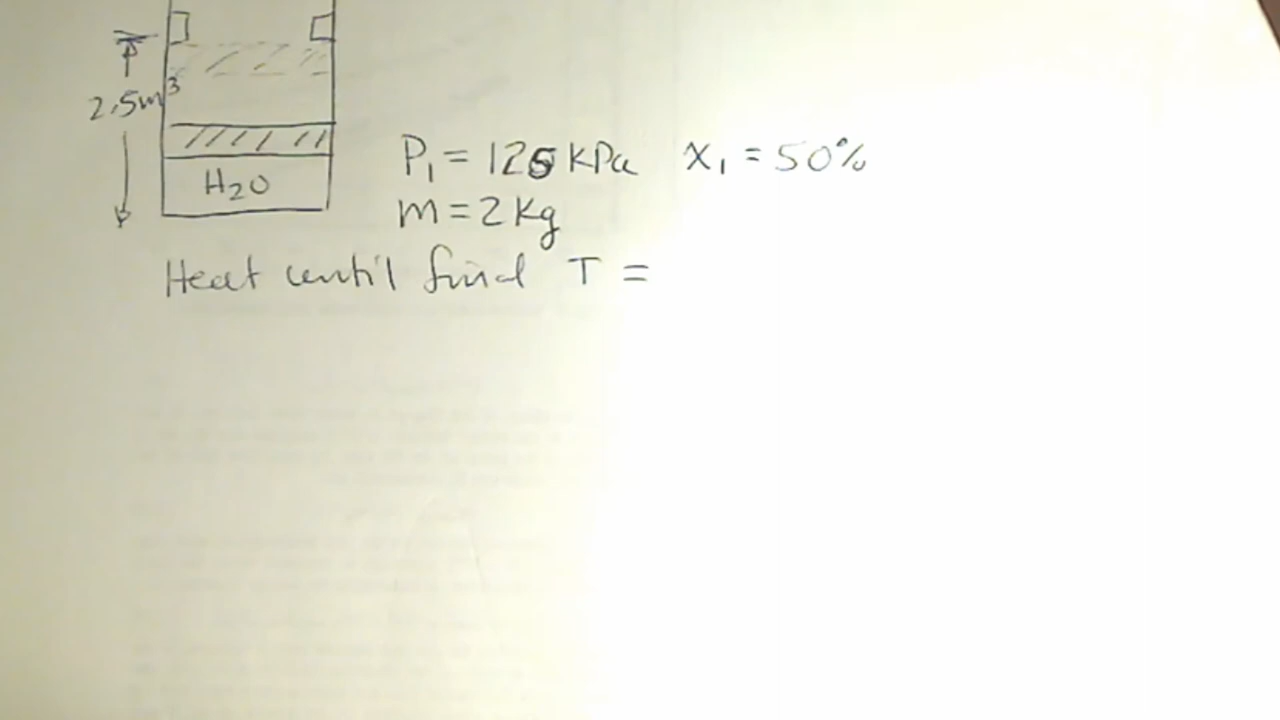 2.5m³
H₂O
P₁ = 125 kPa x₁ = 50%
m = 2 kg
Heat until final T =